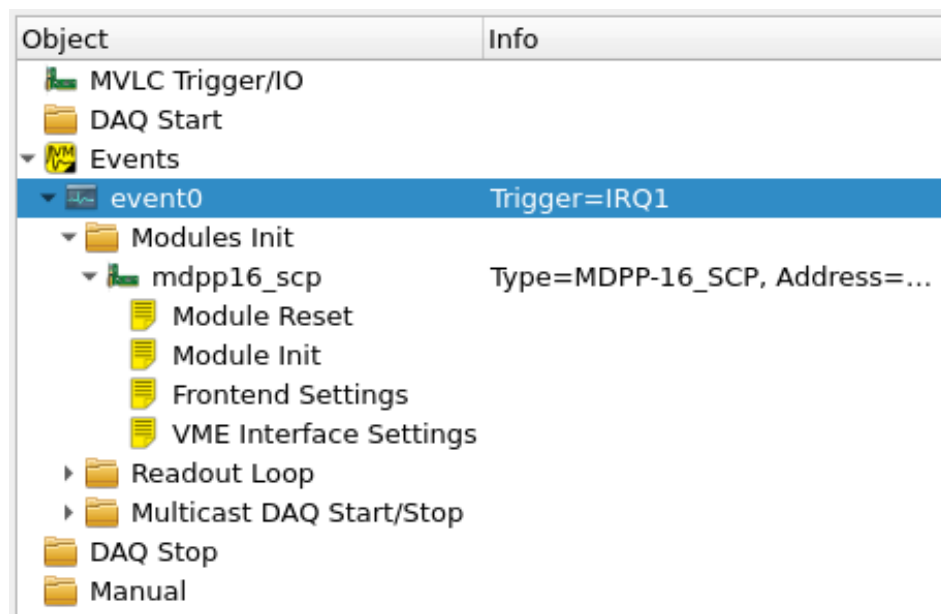 Object Info
MVLC Trigger/IO
DAQ Start
Events
event0 Trigger=IRQ1
Modules Init
mdpp16_scp Type=MDPP-16_SCP, Address=...
Module Reset
Module Init
Frontend Settings
VME Interface Settings
Readout Loop
Multicast DAQ Start/Stop
DAQ Stop
Manual